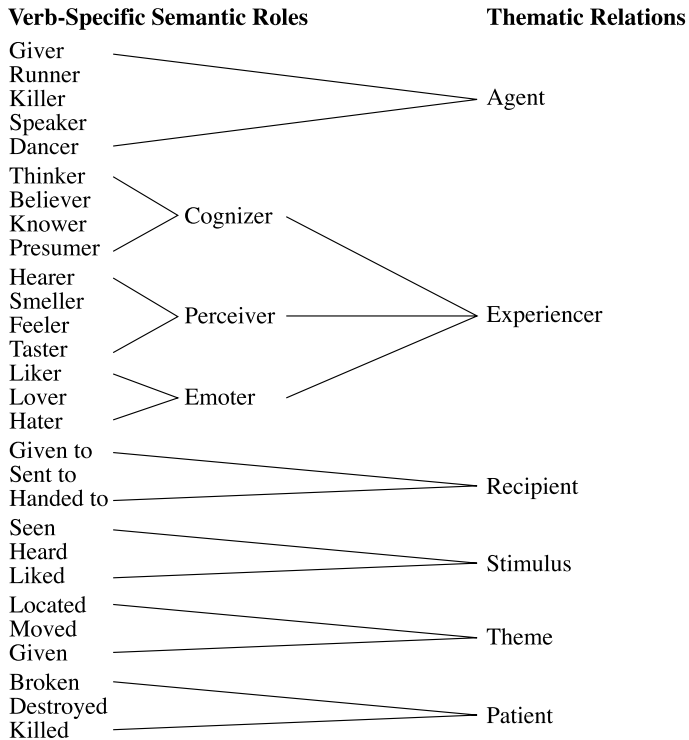 Verb-Specific Semantic Roles Thematic Relations
Giver
Runner
Killer
Agent
Speaker
Dancer
Thinker
Believer
Cognizer
Knower
Presumer
Hearer
Smeller
Perceiver
Experiencer
Feeler
Taster
Liker
Lover
Emoter
Hater
Given to
Sent to
Recipient
Handed to
Seen
Heard
Stimulus
Liked
Located
Moved
Theme
Given
Broken
Destroyed
Patient
Killed